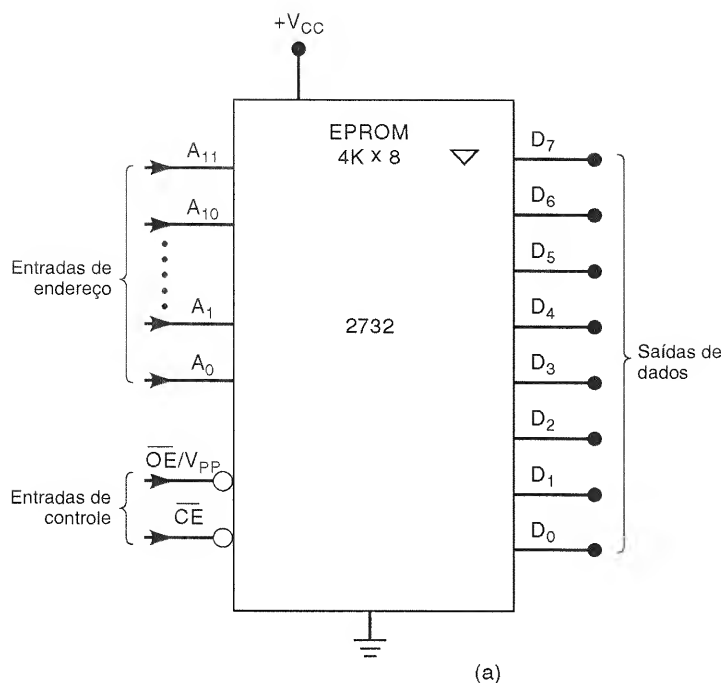 +VCC
EPROM
4K × 8
A11
A10
A1
A0
Entradas de
endereço
2732
OE/VPP
CE
Entradas de
controle
D7
D6
D5
D4
D3
D2
D1
D0
Saídas de
dados
(a)